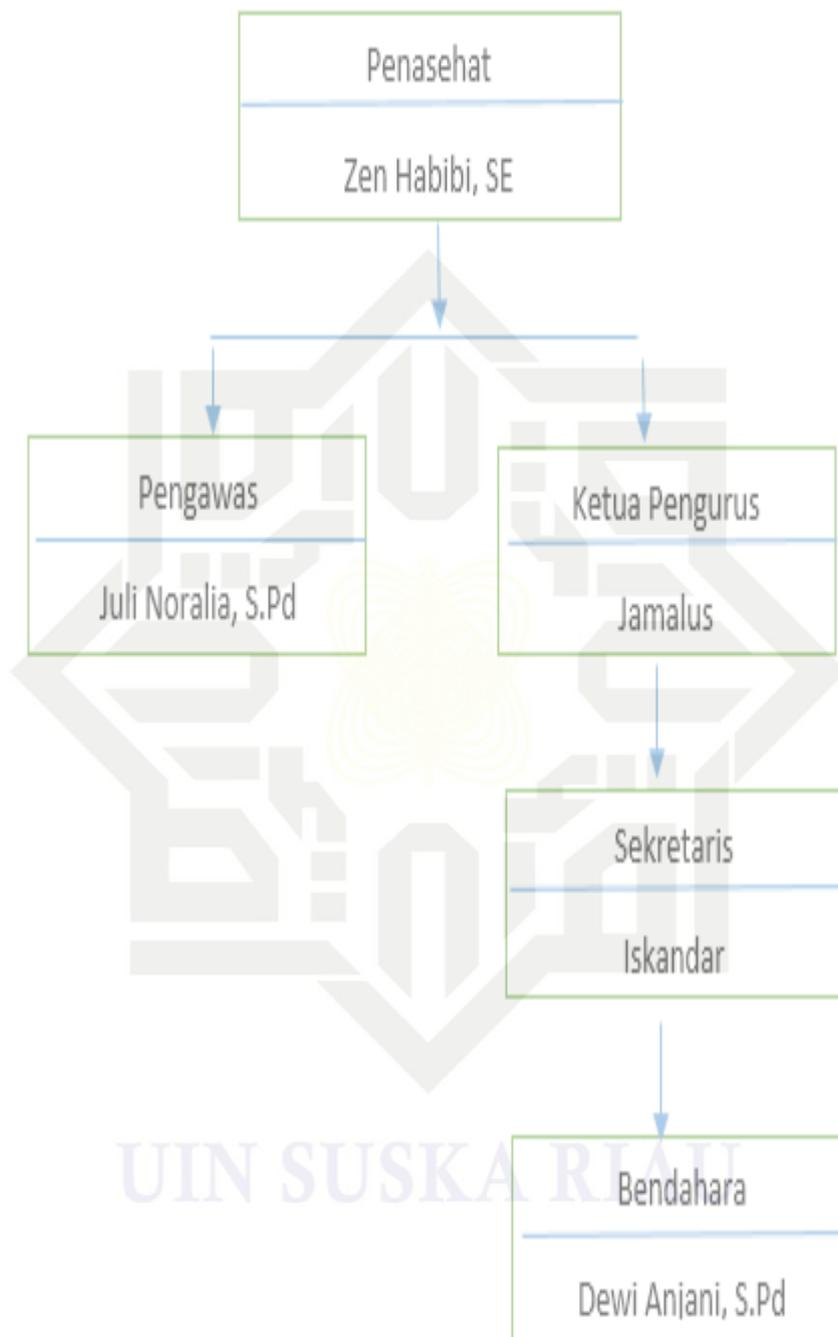 Penasehat
Zen Habibi, SE
Pengawas
Juli Noralia, S.Pd
Ketua Pengurus
Jamalus
Sekretaris
Iskandar
UIN SUSKA RIAU
Bendahara
Dewi Anjani, S.Pd